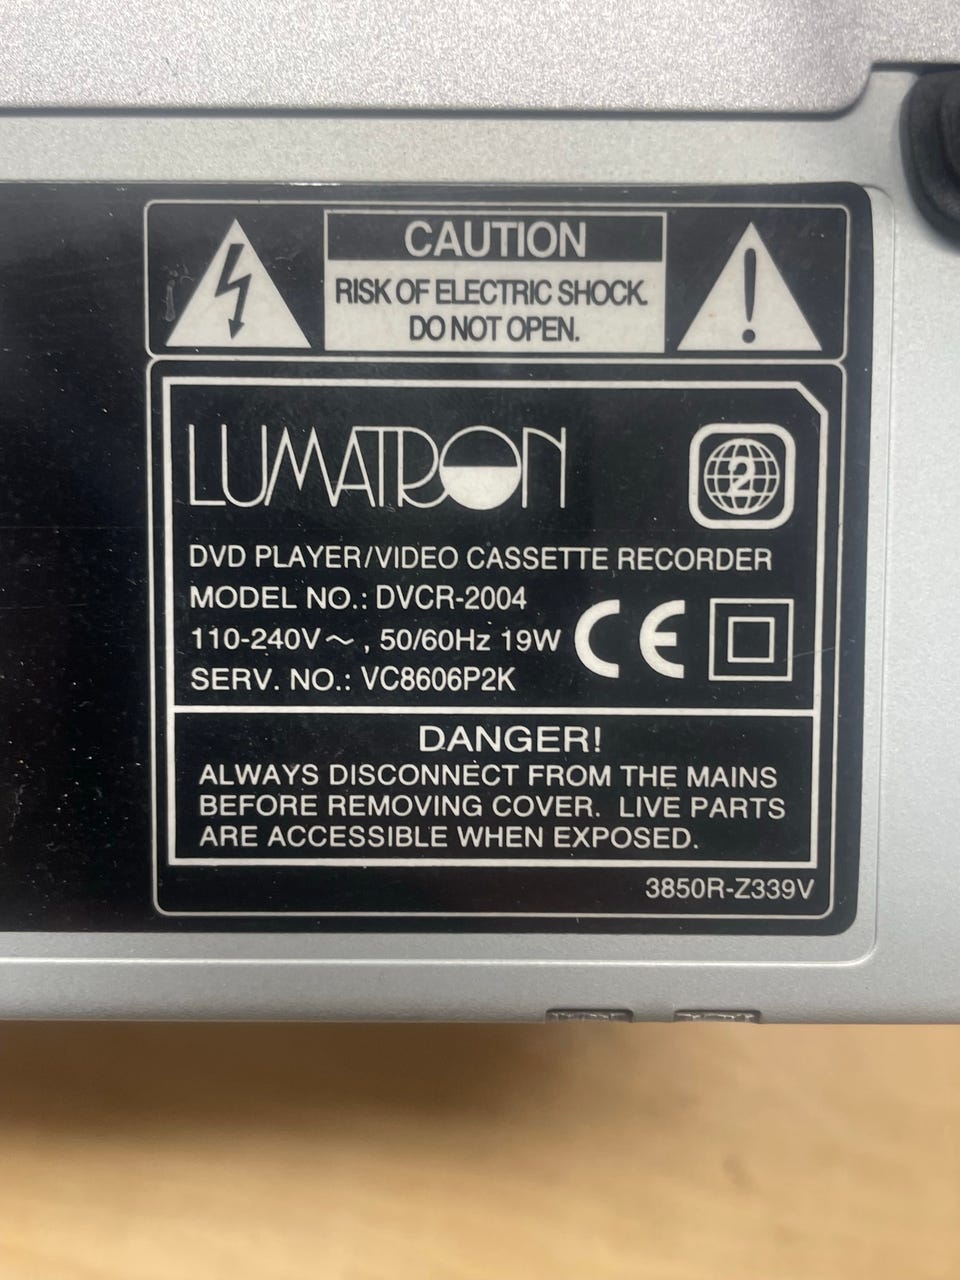 CAUTION
RISK OF ELECTRIC SHOCK.
DO NOT OPEN.
LUMATRON
2
DVD PLAYER/VIDEO CASSETTE RECORDER
MODEL NO.: DVCR-2004
110-240V～, 50/60Hz 19W
CE
SERV. NO.: VC8606P2K
DANGER!
ALWAYS DISCONNECT FROM THE MAINS
BEFORE REMOVING COVER. LIVE PARTS
ARE ACCESSIBLE WHEN EXPOSED.
3850R-Z339V